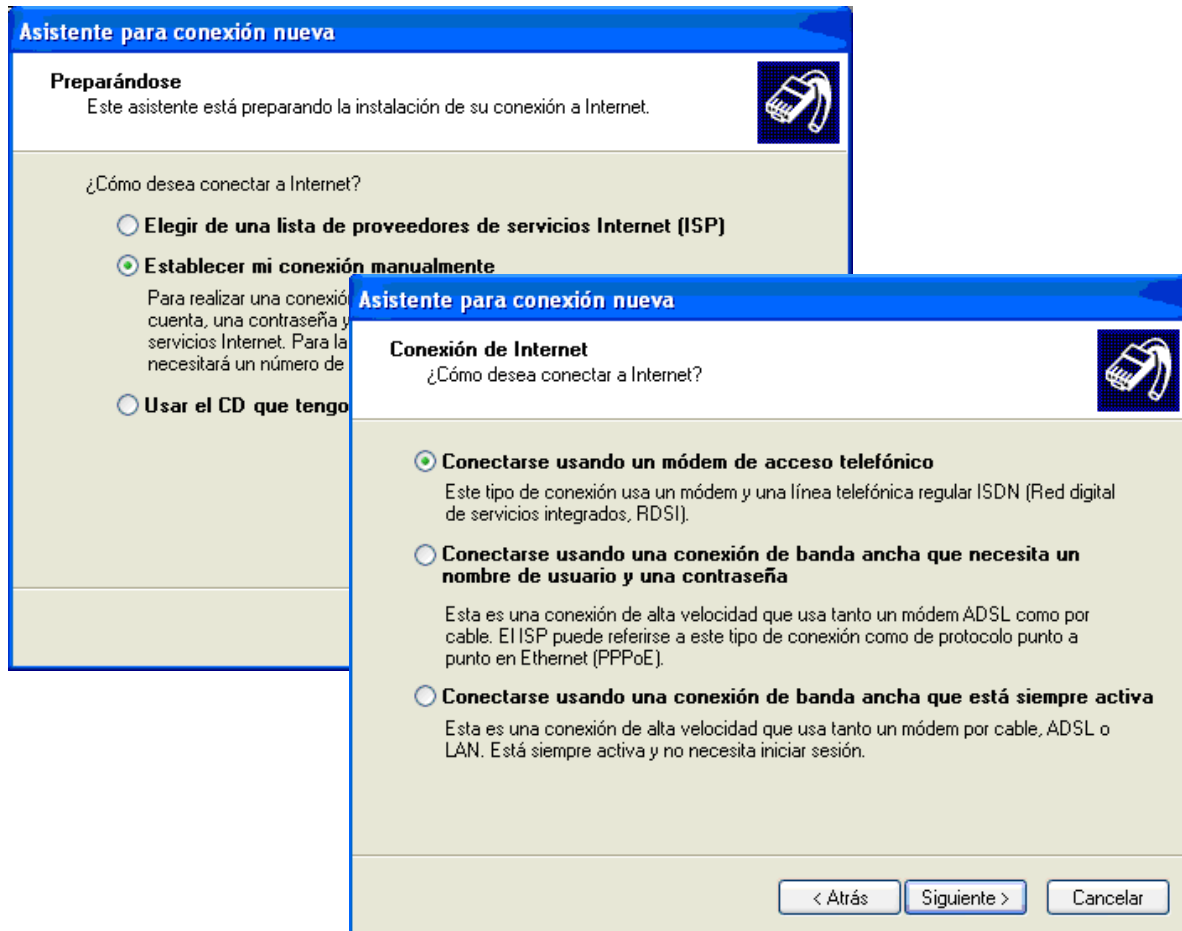 Asistente para conexión nueva
Preparándose
Este asistente está preparando la instalación de su conexión a Internet.
¿Cómo desea conectar a Internet?
Elegir de una lista de proveedores de servicios Internet (ISP)
Establecer mi conexión manualmente
Para realizar una conexió
cuenta, una contraseña y
servicios Internet. Para la
necesitará un número de
Usar el CD que tengo
Asistente para conexión nueva
Conexión de Internet
¿Cómo desea conectar a Internet?
Conectarse usando un módem de acceso telefónico
Este tipo de conexión usa un módem y una línea telefónica regular ISDN (Red digital
de servicios integrados, RDSI).
Conectarse usando una conexión de banda ancha que necesita un
nombre de usuario y una contraseña
Esta es una conexión de alta velocidad que usa tanto un módem ADSL como por
cable. El ISP puede referirse a este tipo de conexión como de protocolo punto a
punto en Ethernet (PPPoE).
Conectarse usando una conexión de banda ancha que está siempre activa
Esta es una conexión de alta velocidad que usa tanto un módem por cable, ADSL o
LAN. Está siempre activa y no necesita iniciar sesión.
< Atrás Siguiente > Cancelar